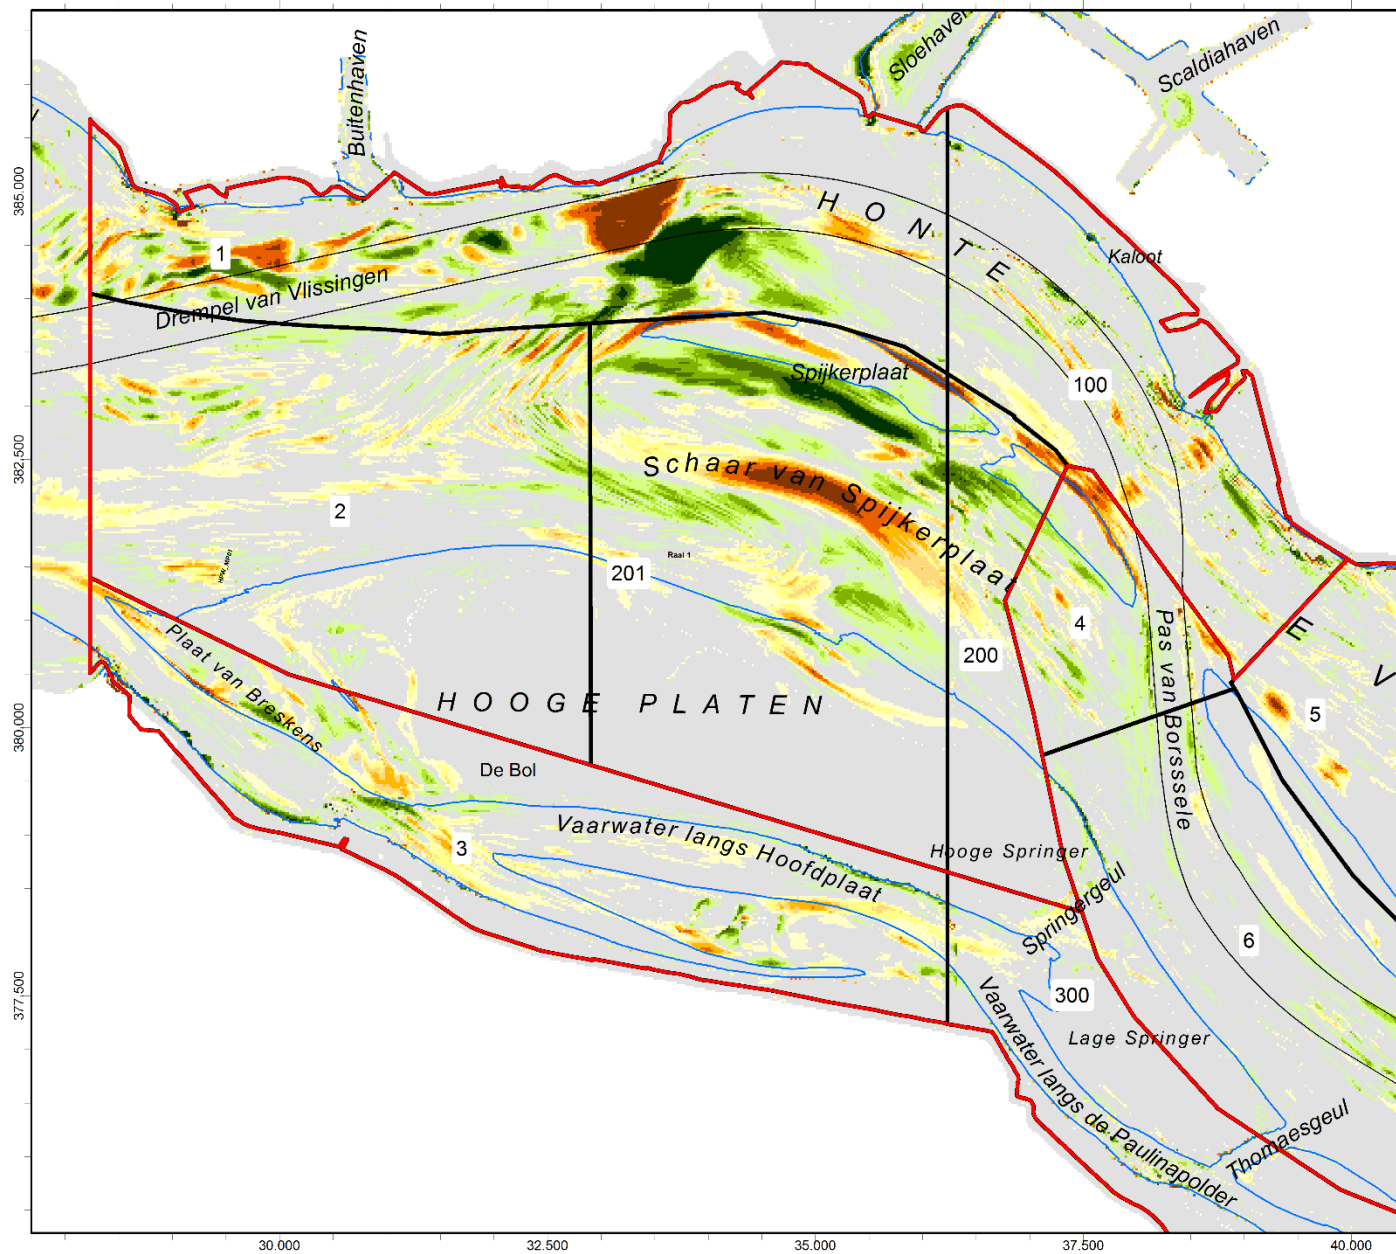 Sloehaven
Scaldiahaven
Buitenhaven
385.000
HONTE
1
Kaloot
Drempel van Vlissingen
Spijkerplaat
100
382.500
Schaar van Spijkerplaat
2
Raai 1
201
4
Pas van Borssele
E
V
Plaat van Breskens
200
HOOGE PLATEN
380.000
5
De Bol
Vaarwater langs Hoofdplaat
3
Hooge Springer
Springergeul
6
377.500
300
Vaarwater langs de Paulinapolder
Lage Springer
Thomaesgeul
30.000
32.500
35.000
37.500
40.000